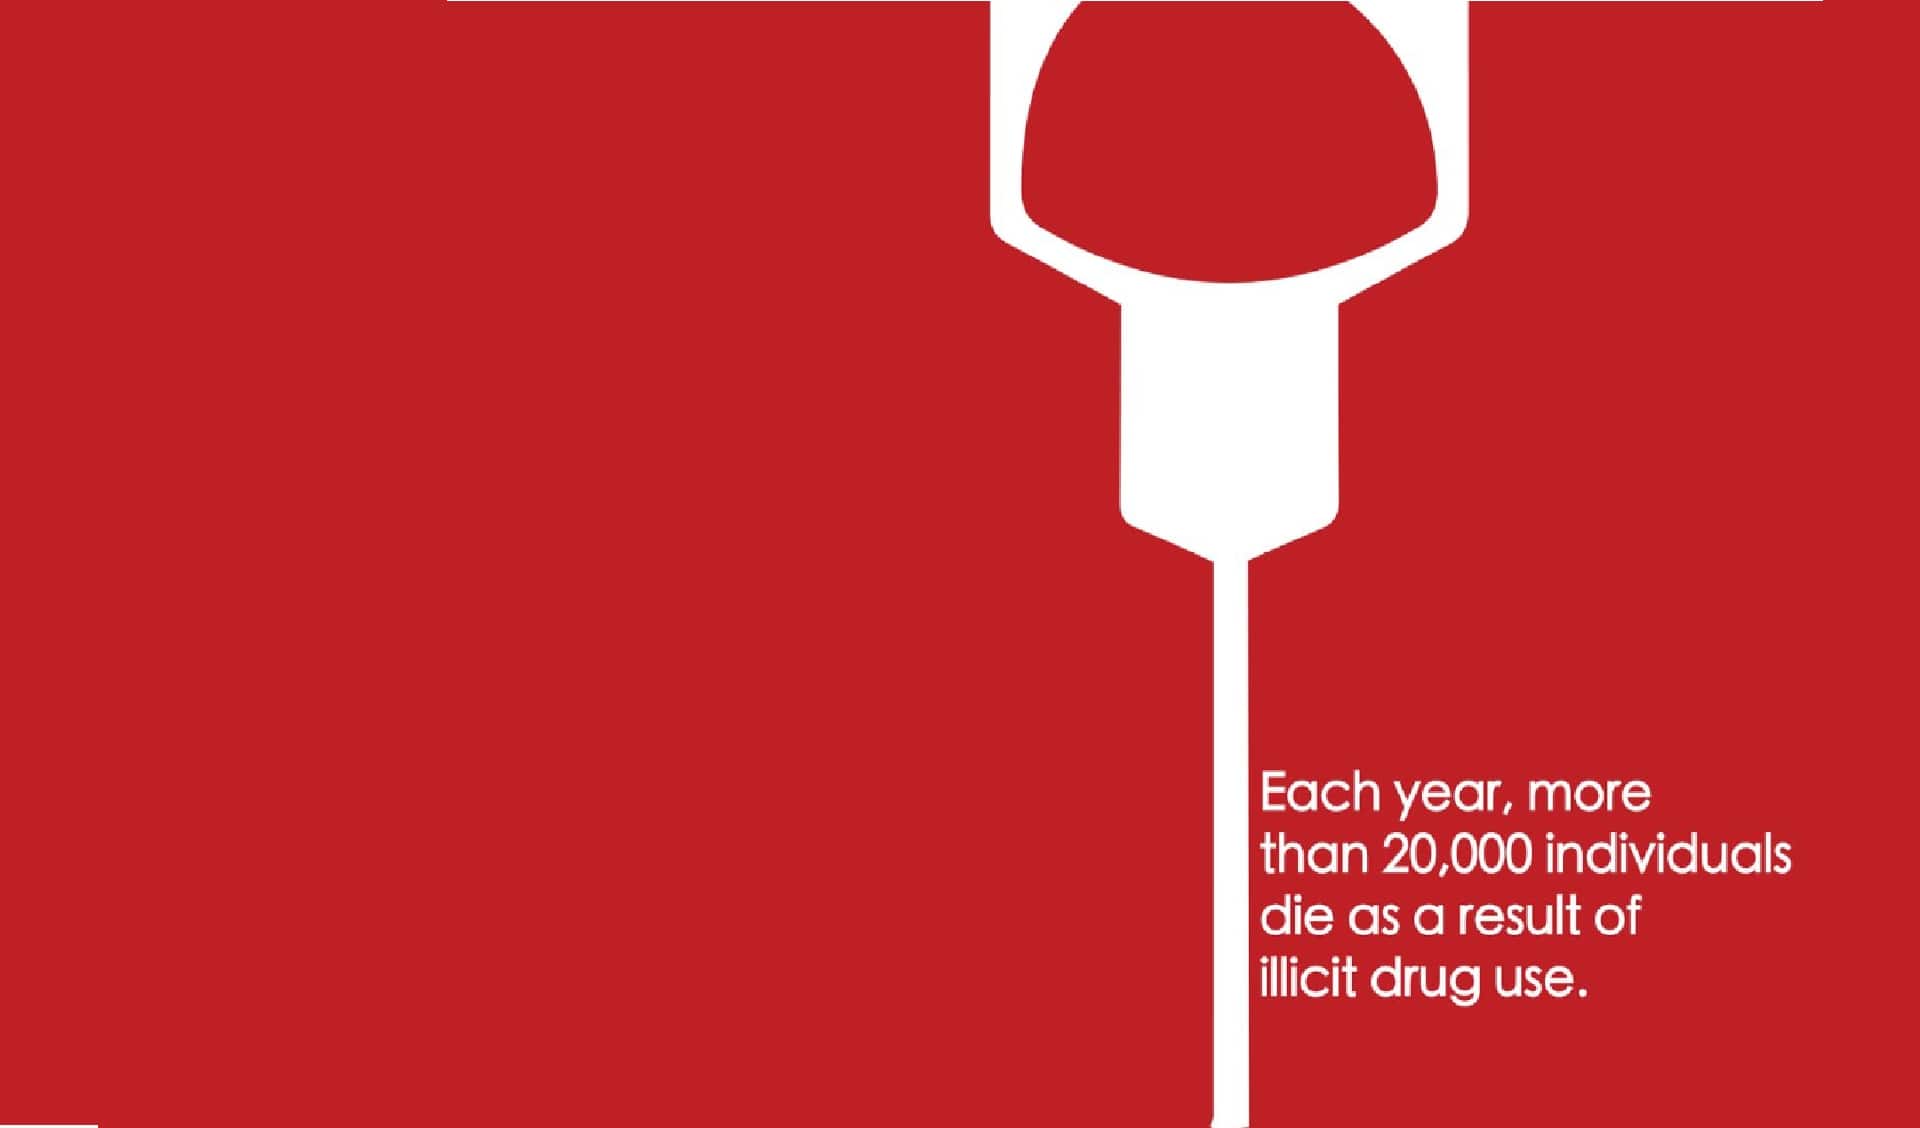 Each year, more
than 20,000 individuals
die as a result of
illicit drug use.